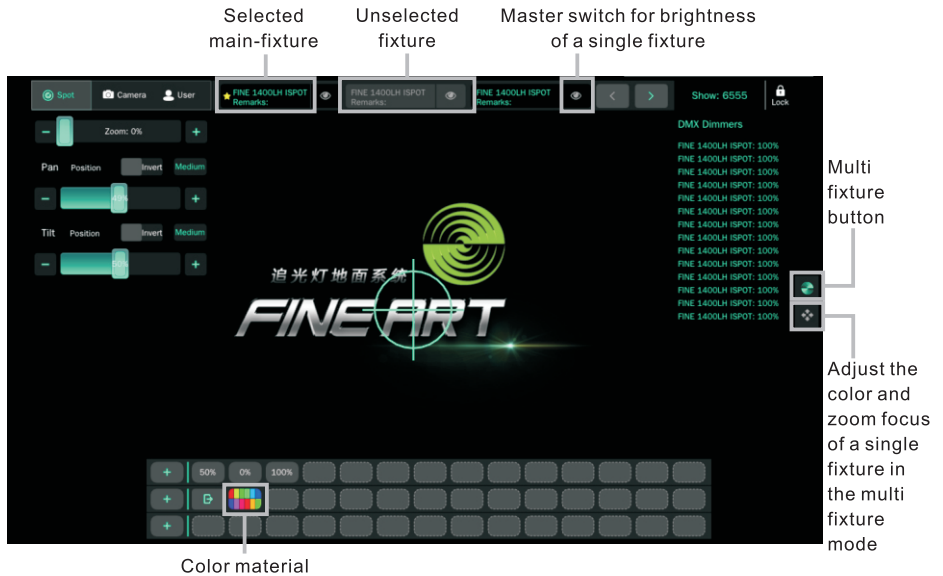 Selected
main-fixture
Unselected
fixture
Master switch for brightness
of a single fixture
Spot
Camera
User
FINE 1400LH ISPOT
Remarks:
FINE 1400LH ISPOT
Remarks:
FINE 1400LH ISPOT
Remarks:
<
>
Show: 6555
Lock
− Zoom: 0% +
Pan Position Invert Medium
− +
Tilt Position Invert Medium
− 50% +
DMX Dimmers
FINE 1400LH ISPOT: 100%
FINE 1400LH ISPOT: 100%
FINE 1400LH ISPOT: 100%
FINE 1400LH ISPOT: 100%
FINE 1400LH ISPOT: 100%
FINE 1400LH ISPOT: 100%
FINE 1400LH ISPOT: 100%
FINE 1400LH ISPOT: 100%
FINE 1400LH ISPOT: 100%
FINE 1400LH ISPOT: 100%
FINE 1400LH ISPOT: 100%
FINE 1400LH ISPOT: 100%
FINE 1400LH ISPOT: 100%
FINE 1400LH ISPOT: 100%
追光灯地面系统
FINE ART
Multi
fixture
button
Adjust the
color and
zoom focus
of a single
fixture in
the multi
fixture
mode
+ 50% 0% 100%
+
+
Color material